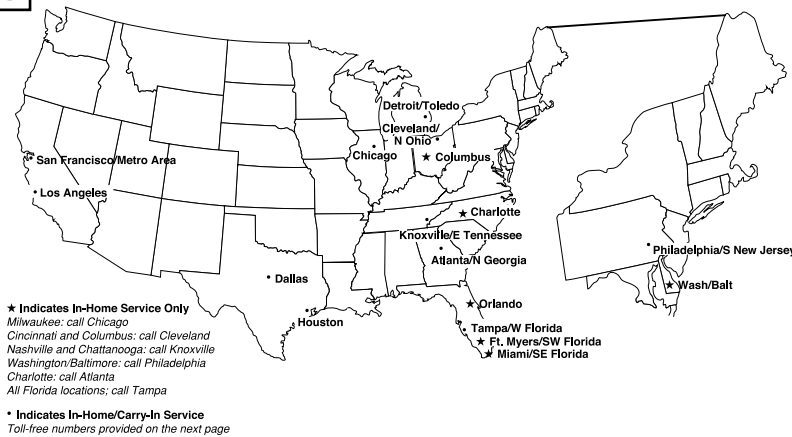 Detroit/Toledo
Cleveland/
N Ohio
Chicago
★ Columbus
San Francisco/Metro Area
Los Angeles
★ Charlotte
Knoxville/E Tennessee
Atlanta/N Georgia
Philadelphia/S New Jersey
Dallas
★ Wash/Balt
Houston
★ Orlando
Tampa/W Florida
★ Ft. Myers/SW Florida
★ Miami/SE Florida
★ Indicates In-Home Service Only
Milwaukee: call Chicago
Cincinnati and Columbus: call Cleveland
Nashville and Chattanooga: call Knoxville
Washington/Baltimore: call Philadelphia
Charlotte: call Atlanta
All Florida locations; call Tampa
• Indicates In-Home/Carry-In Service
Toll-free numbers provided on the next page